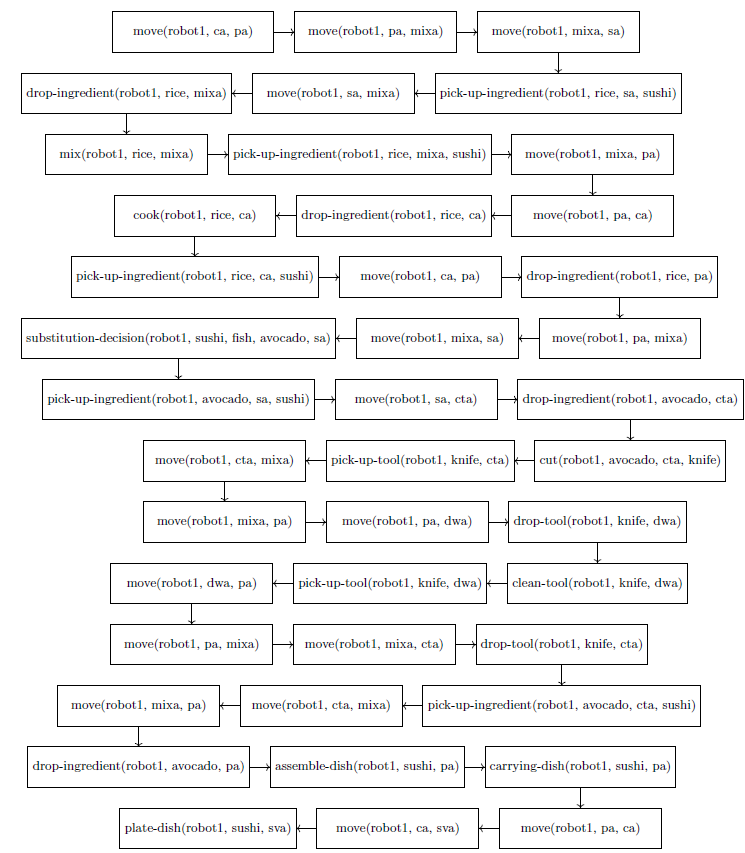 move(robot1, ca, pa)
move(robot1, pa, mixa)
move(robot1, mixa, sa)
pick-up-ingredient(robot1, rice, sa, sushi)
move(robot1, sa, mixa)
drop-ingredient(robot1, rice, mixa)
mix(robot1, rice, mixa)
pick-up-ingredient(robot1, rice, mixa, sushi)
move(robot1, mixa, pa)
move(robot1, pa, ca)
drop-ingredient(robot1, rice, ca)
cook(robot1, rice, ca)
pick-up-ingredient(robot1, rice, ca, sushi)
move(robot1, ca, pa)
drop-ingredient(robot1, rice, pa)
move(robot1, pa, mixa)
move(robot1, mixa, sa)
substitution-decision(robot1, sushi, fish, avocado, sa)
pick-up-ingredient(robot1, avocado, sa, sushi)
move(robot1, sa, cta)
drop-ingredient(robot1, avocado, cta)
cut(robot1, avocado, cta, knife)
pick-up-tool(robot1, knife, cta)
move(robot1, cta, mixa)
move(robot1, mixa, pa)
move(robot1, pa, dwa)
drop-tool(robot1, knife, dwa)
clean-tool(robot1, knife, dwa)
pick-up-tool(robot1, knife, dwa)
move(robot1, dwa, pa)
move(robot1, pa, mixa)
move(robot1, mixa, cta)
drop-tool(robot1, knife, cta)
pick-up-ingredient(robot1, avocado, cta, sushi)
move(robot1, cta, mixa)
move(robot1, mixa, pa)
drop-ingredient(robot1, avocado, pa)
assemble-dish(robot1, sushi, pa)
carrying-dish(robot1, sushi, pa)
move(robot1, pa, ca)
move(robot1, ca, sva)
plate-dish(robot1, sushi, sva)